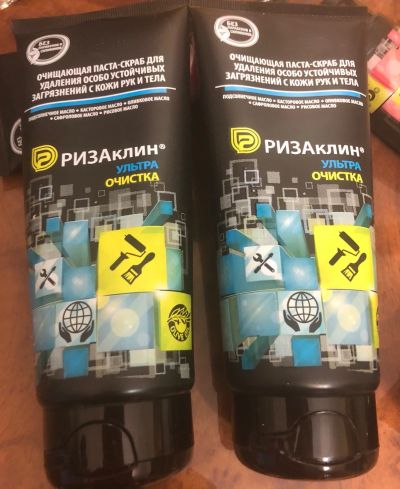 БЕЗ
ОЧИЩАЮЩАЯ ПАСТА-СКРАБ ДЛЯ
УДАЛЕНИЯ ОСОБО УСТОЙЧИВЫХ
ЗАГРЯЗНЕНИЙ С КОЖИ РУК И ТЕЛА
ПОДСОЛНЕЧНОЕ МАСЛО • КАСТОРОВОЕ МАСЛО • ОЛИВКОВОЕ МАСЛО
• САФЛОРОВОЕ МАСЛО • РИСОВОЕ МАСЛО
РИЗАКЛИН®
УЛЬТРА
ОЧИСТКА
БЕЗ
ОЧИЩАЮЩАЯ ПАСТА-СКРАБ ДЛЯ
УДАЛЕНИЯ ОСОБО УСТОЙЧИВЫХ
ЗАГРЯЗНЕНИЙ С КОЖИ РУК И ТЕЛА
ПОДСОЛНЕЧНОЕ МАСЛО • КАСТОРОВОЕ МАСЛО • ОЛИВКОВОЕ МАСЛО
• САФЛОРОВОЕ МАСЛО • РИСОВОЕ МАСЛО
РИЗАКЛИН®
УЛЬТРА
ОЧИСТКА